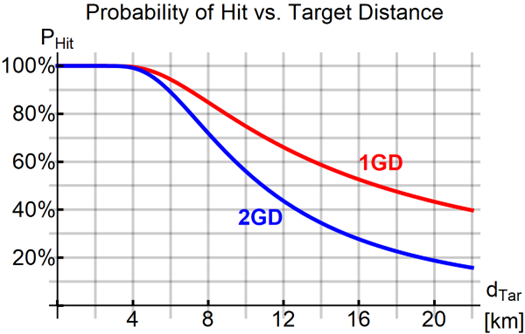 Probability of Hit vs. Target Distance
PHit
100%
80%
60%
40%
20%
1GD
2GD
4 8 12 16 20
dTar
[km]